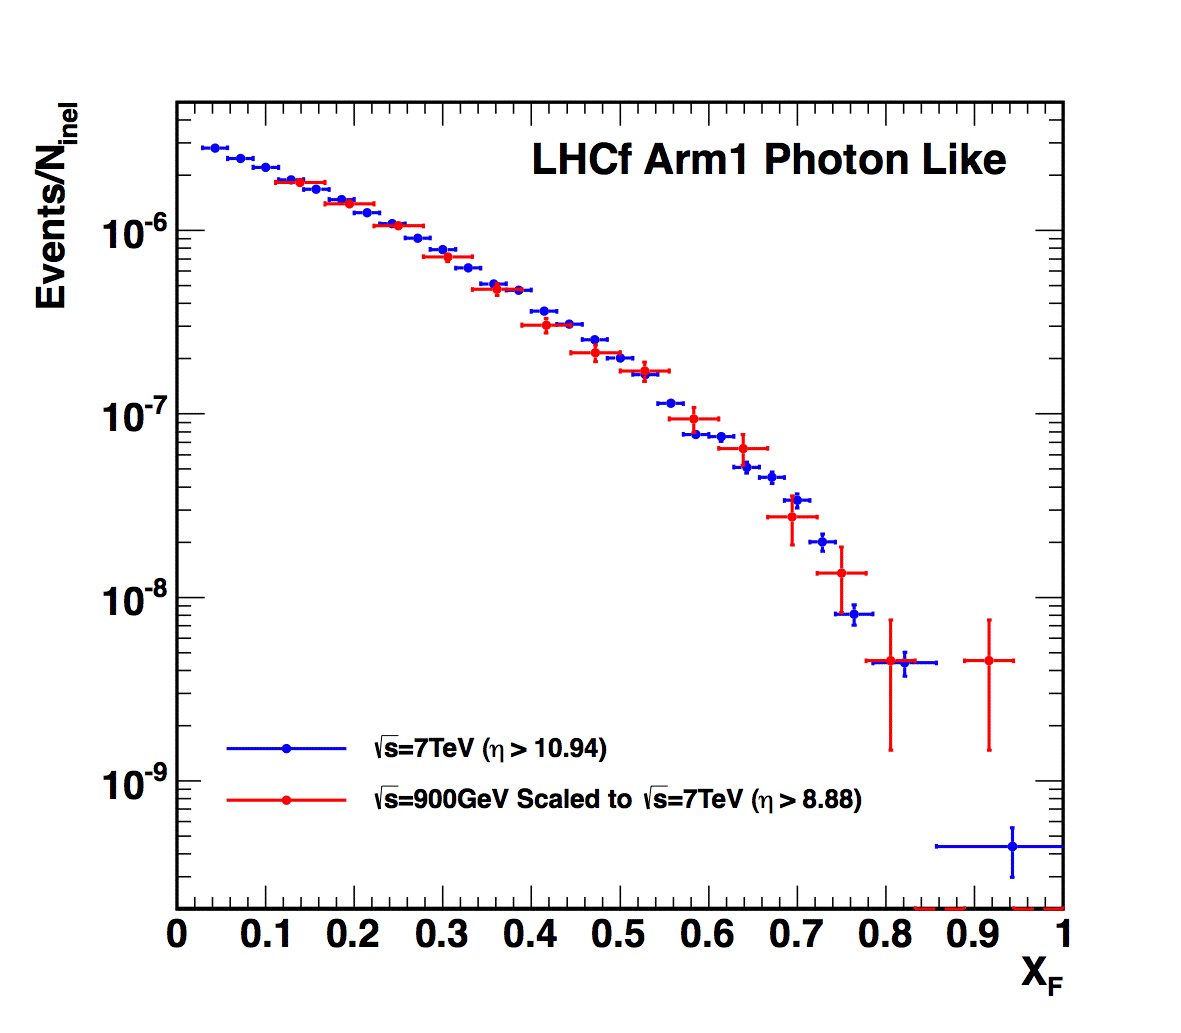 Events/N_inel
LHCf Arm1 Photon Like
10^-6
10^-7
10^-8
10^-9
√s=7TeV (η > 10.94)
√s=900GeV Scaled to √s=7TeV (η > 8.88)
0 0.1 0.2 0.3 0.4 0.5 0.6 0.7 0.8 0.9 1
X_F